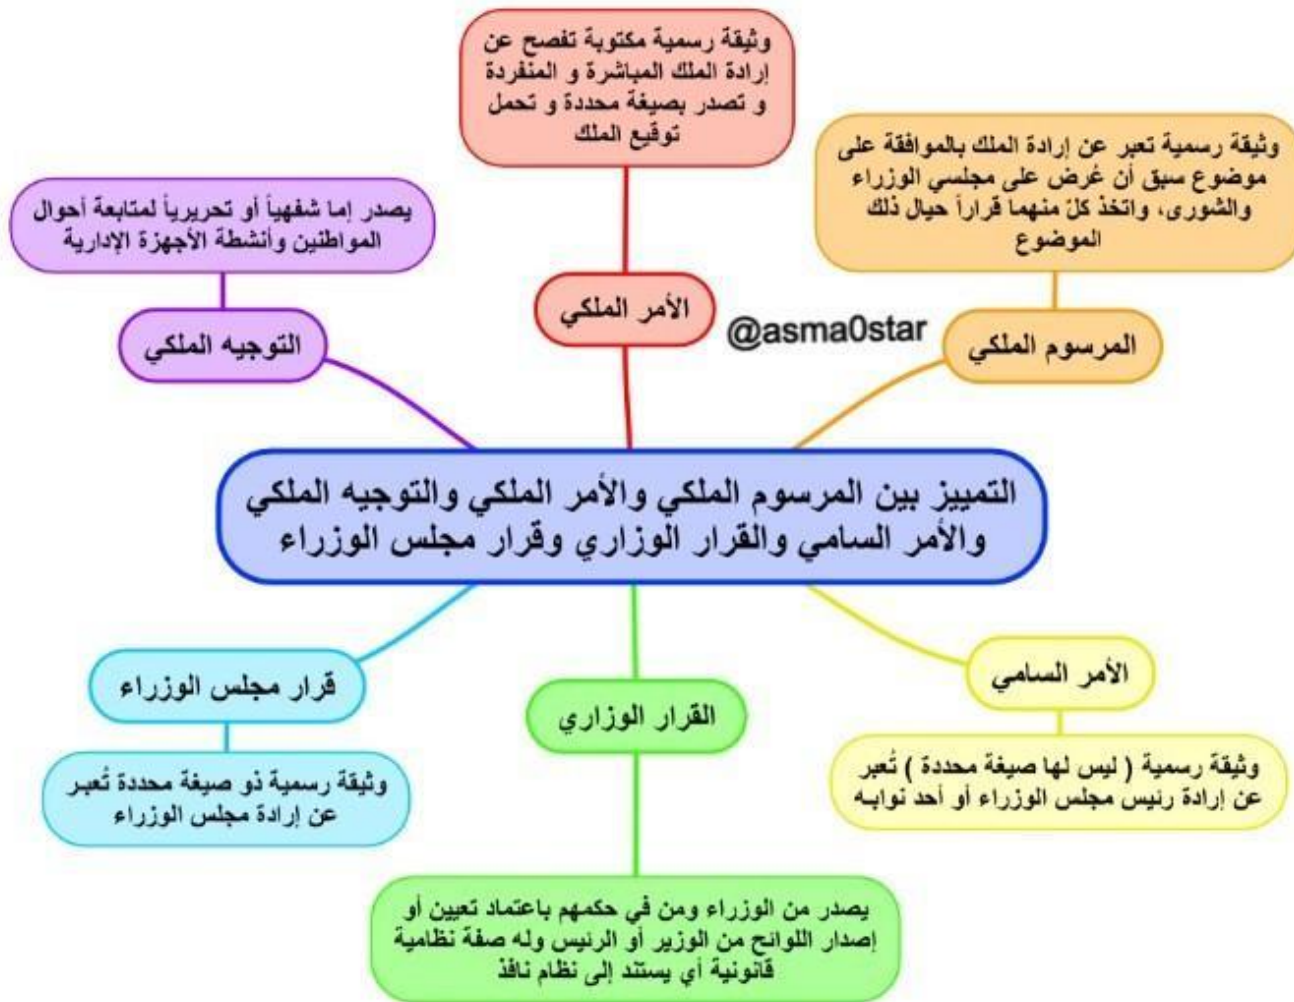 وثيقة رسمية مكتوبة تفصح عن
إرادة الملك المباشرة و المنفردة
و تصدر بصيغة محددة و تحمل
توقيع الملك
الأمر الملكي
وثيقة رسمية تعبر عن إرادة الملك بالموافقة على
موضوع سبق أن عُرض على مجلسي الوزراء
والشورى، واتخذ كلّ منهما قراراً حيال ذلك
الموضوع
المرسوم الملكي
@asma0star
يصدر إما شفهياً أو تحريرياً لمتابعة أحوال
المواطنين وأنشطة الأجهزة الإدارية
التوجيه الملكي
التمييز بين المرسوم الملكي والأمر الملكي والتوجيه الملكي
والأمر السامي والقرار الوزاري وقرار مجلس الوزراء
الأمر السامي
وثيقة رسمية ( ليس لها صيغة محددة ) تُعبر
عن إرادة رئيس مجلس الوزراء أو أحد نوابه
القرار الوزاري
يصدر من الوزراء ومن في حكمهم باعتماد تعيين أو
إصدار اللوائح من الوزير أو الرئيس وله صفة نظامية
قانونية أي يستند إلى نظام نافذ
قرار مجلس الوزراء
وثيقة رسمية ذو صيغة محددة تُعبر
عن إرادة مجلس الوزراء